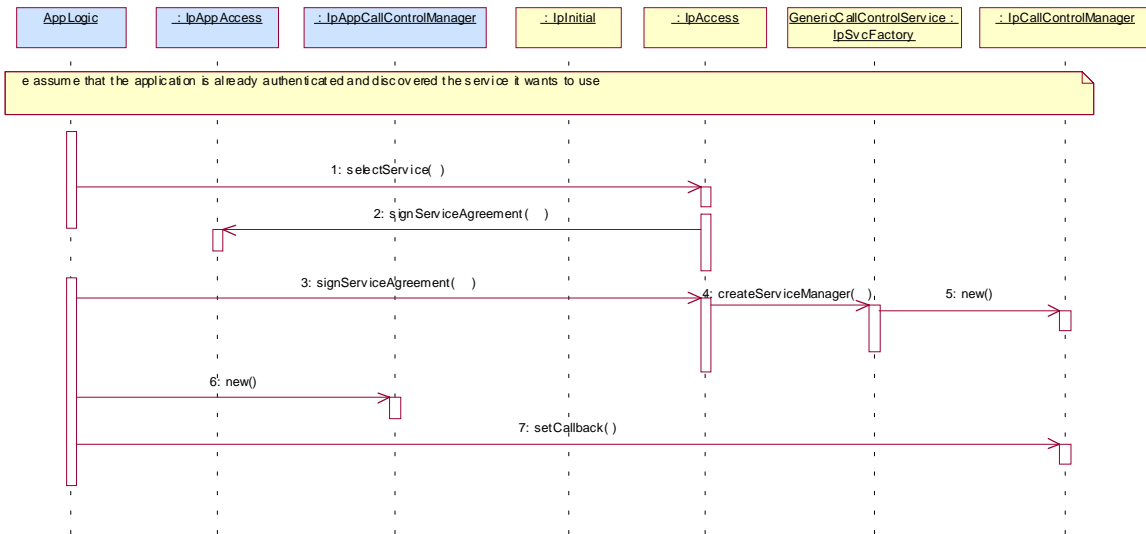 AppLogic
: IpAppAccess
: IpAppCallControlManager
: IpInitial
: IpAccess
GenericCallControlService :
IpSvcFactory
: IpCallControlManager
e assume that the application is already authenticated and discovered the service it wants to use
1: selectService( )
2: signServiceAgreement( )
3: signServiceAgreement( )
4: createServiceManager( )
5: new()
6: new()
7: setCallback( )